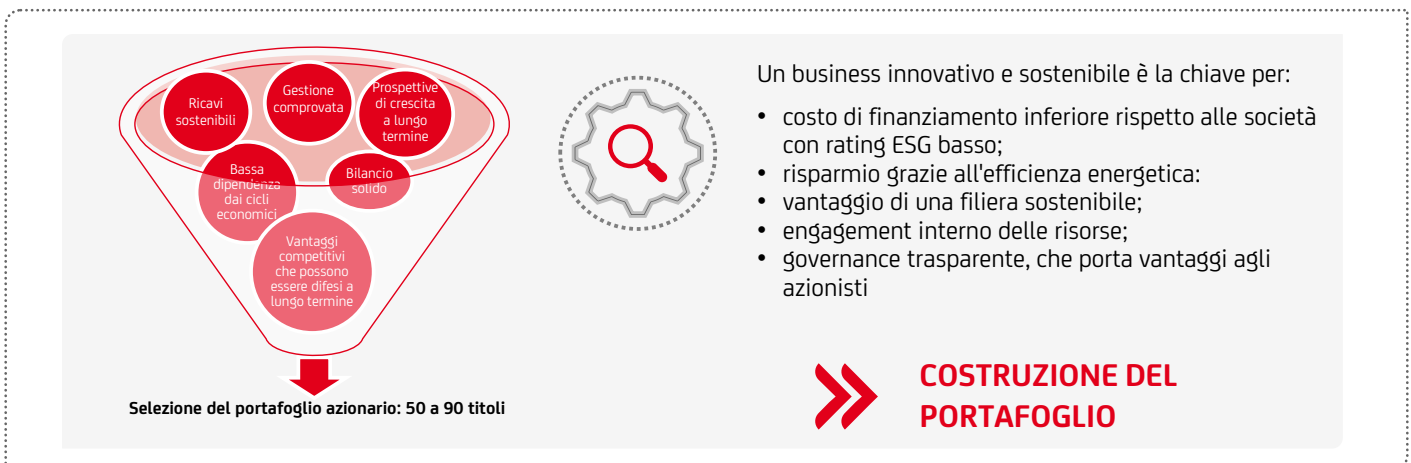 Ricavi
sostenibili
Gestione
comprovata
Prospettive
di crescita
a lungo
termine
Bassa
dipendenza
dai cicli
economici
Bilancio
solido
Vantaggi
competitivi
che possono
essere difesi a
lungo termine
Selezione del portafoglio azionario: 50 a 90 titoli
Un business innovativo e sostenibile è la chiave per:
• costo di finanziamento inferiore rispetto alle società
con rating ESG basso;
• risparmio grazie all'efficienza energetica:
• vantaggio di una filiera sostenibile;
• engagement interno delle risorse;
• governance trasparente, che porta vantaggi agli
azionisti
COSTRUZIONE DEL
PORTAFOGLIO